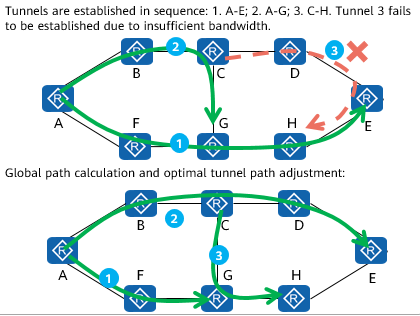 Tunnels are established in sequence: 1. A-E; 2. A-G; 3. C-H. Tunnel 3 fails
to be established due to insufficient bandwidth.
2 3
R R R
B C D
R R
A E
F G H
R 1 R R
Global path calculation and optimal tunnel path adjustment:
R R R
B 2 C D
R 3 R
A E
1 F G H
R R R